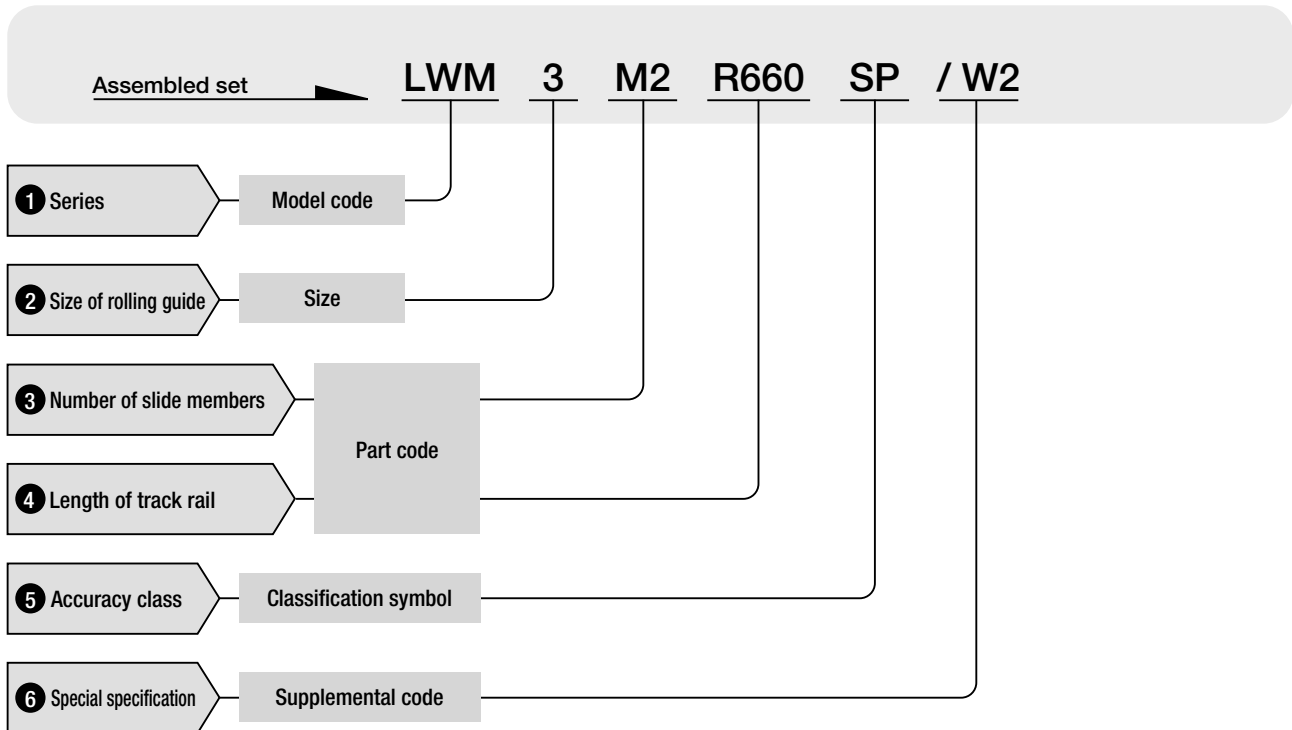 Assembled set LWM 3 M2 R660 SP / W2
1 Series Model code
2 Size of rolling guide Size
3 Number of slide members
Part code
4 Length of track rail
5 Accuracy class Classification symbol
6 Special specification Supplemental code